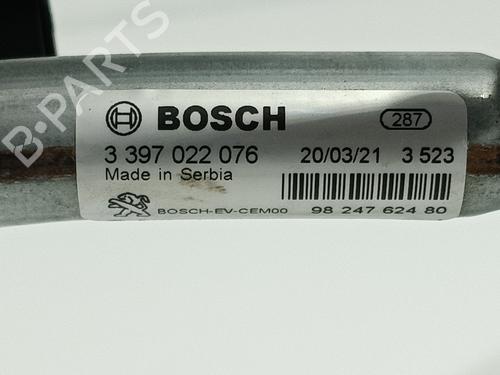 BOSCH 287
3 397 022 076 20/03/21 3 523
Made in Serbia
BOSCH-EV-CEM00 98 247 624 80
B-PARTS